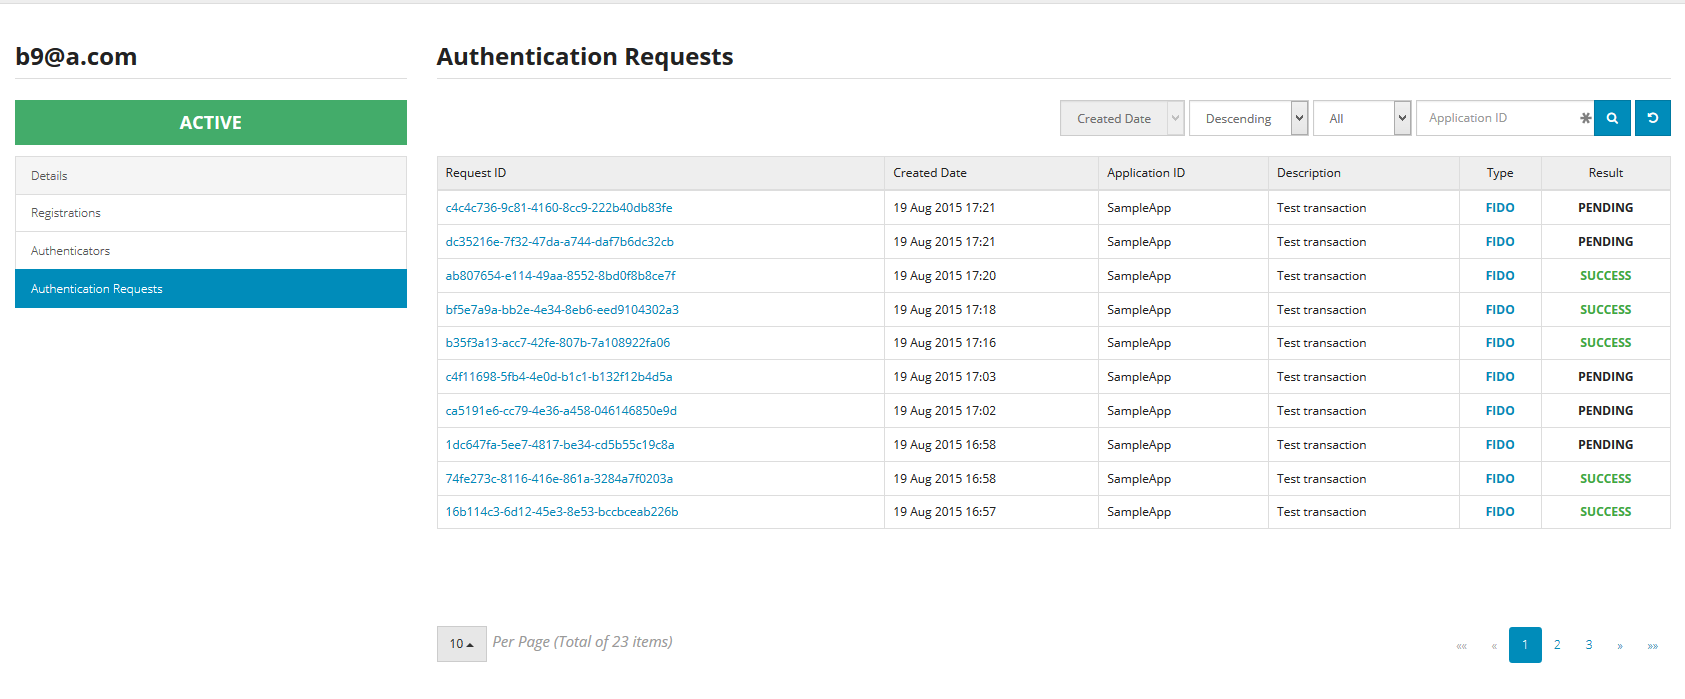 b9@a.com
ACTIVE
Details
Registrations
Authenticators
Authentication Requests
Authentication Requests
Created Date Descending All Application ID
Request ID Created Date Application ID Description Type Result
c4c4c736-9c81-4160-8cc9-222b40db83fe 19 Aug 2015 17:21 SampleApp Test transaction FIDO PENDING
dc35216e-7f32-47da-a744-daf7b6dc32cb 19 Aug 2015 17:21 SampleApp Test transaction FIDO PENDING
ab807654-e114-49aa-8552-8bd0f8b8ce7f 19 Aug 2015 17:20 SampleApp Test transaction FIDO SUCCESS
bf5e7a9a-bb2e-4e34-8eb6-eed9104302a3 19 Aug 2015 17:18 SampleApp Test transaction FIDO SUCCESS
b35f3a13-acc7-42fe-807b-7a108922fa06 19 Aug 2015 17:16 SampleApp Test transaction FIDO SUCCESS
c4f11698-5fb4-4e0d-b1c1-b132f12b4d5a 19 Aug 2015 17:03 SampleApp Test transaction FIDO PENDING
ca5191e6-cc79-4e36-a458-046146850e9d 19 Aug 2015 17:02 SampleApp Test transaction FIDO PENDING
1dc647fa-5ee7-4817-be34-cd5b55c19c8a 19 Aug 2015 16:58 SampleApp Test transaction FIDO PENDING
74fe273c-8116-416e-861a-3284a7f0203a 19 Aug 2015 16:58 SampleApp Test transaction FIDO SUCCESS
16b114c3-6d12-45e3-8e53-bccbceab226b 19 Aug 2015 16:57 SampleApp Test transaction FIDO SUCCESS
10 Per Page (Total of 23 items) «« « 1 2 3 » »»